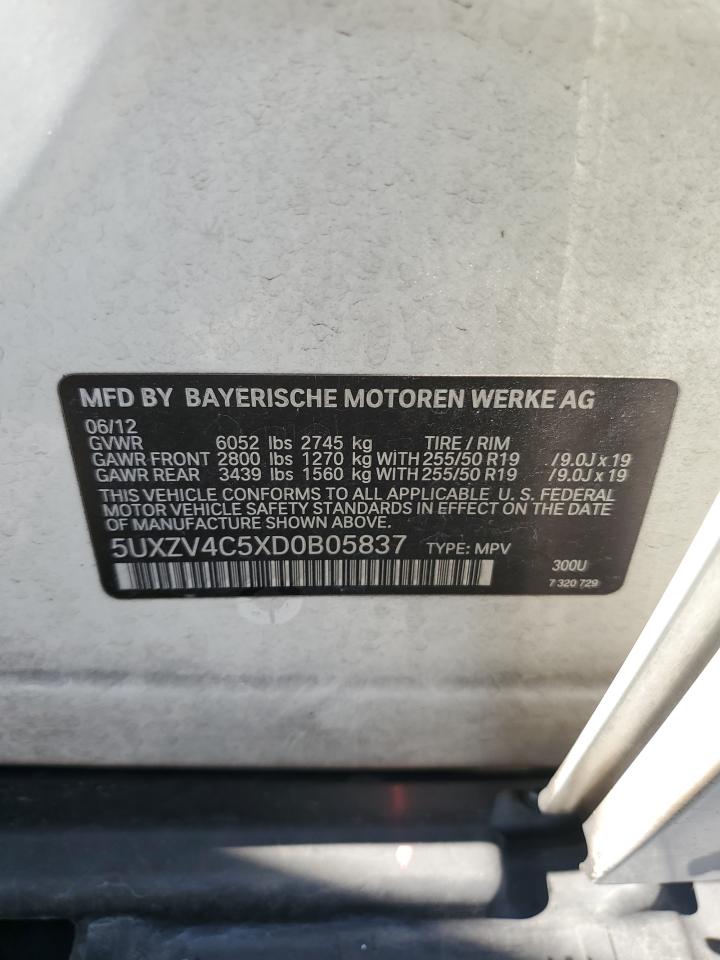 MFD BY BAYERISCHE MOTOREN WERKE AG
06/12
GVWR 6052 lbs 2745 kg TIRE / RIM
GAWR FRONT 2800 lbs 1270 kg WITH 255/50 R19 /9.0J x 19
GAWR REAR 3439 lbs 1560 kg WITH 255/50 R19 /9.0J x 19
THIS VEHICLE CONFORMS TO ALL APPLICABLE U. S. FEDERAL
MOTOR VEHICLE SAFETY STANDARDS IN EFFECT ON THE DATE
OF MANUFACTURE SHOWN ABOVE.
5UXZV4C5XD0B05837 TYPE: MPV
300U
7 320 729